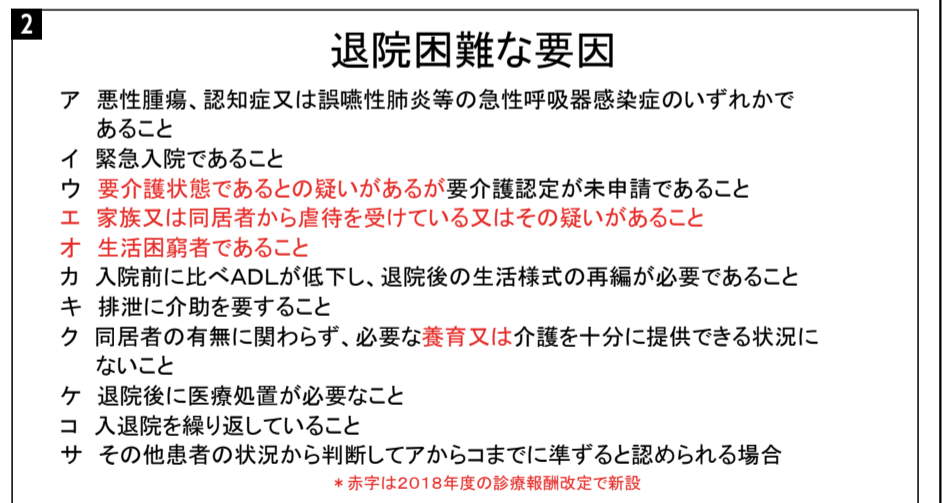 2
退院困難な要因
ア 悪性腫瘍、認知症又は誤嚥性肺炎等の急性呼吸器感染症のいずれかで
あること
イ 緊急入院であること
ウ 要介護状態であるとの疑いがあるが要介護認定が未申請であること
エ 家族又は同居者から虐待を受けている又はその疑いがあること
オ 生活困窮者であること
カ 入院前に比べADLが低下し、退院後の生活様式の再編が必要であること
キ 排泄に介助を要すること
ク 同居者の有無に関わらず、必要な養育又は介護を十分に提供できる状況に
ないこと
ケ 退院後に医療処置が必要なこと
コ 入退院を繰り返していること
サ その他患者の状況から判断してアからコまでに準ずると認められる場合
＊赤字は2018年度の診療報酬改定で新設